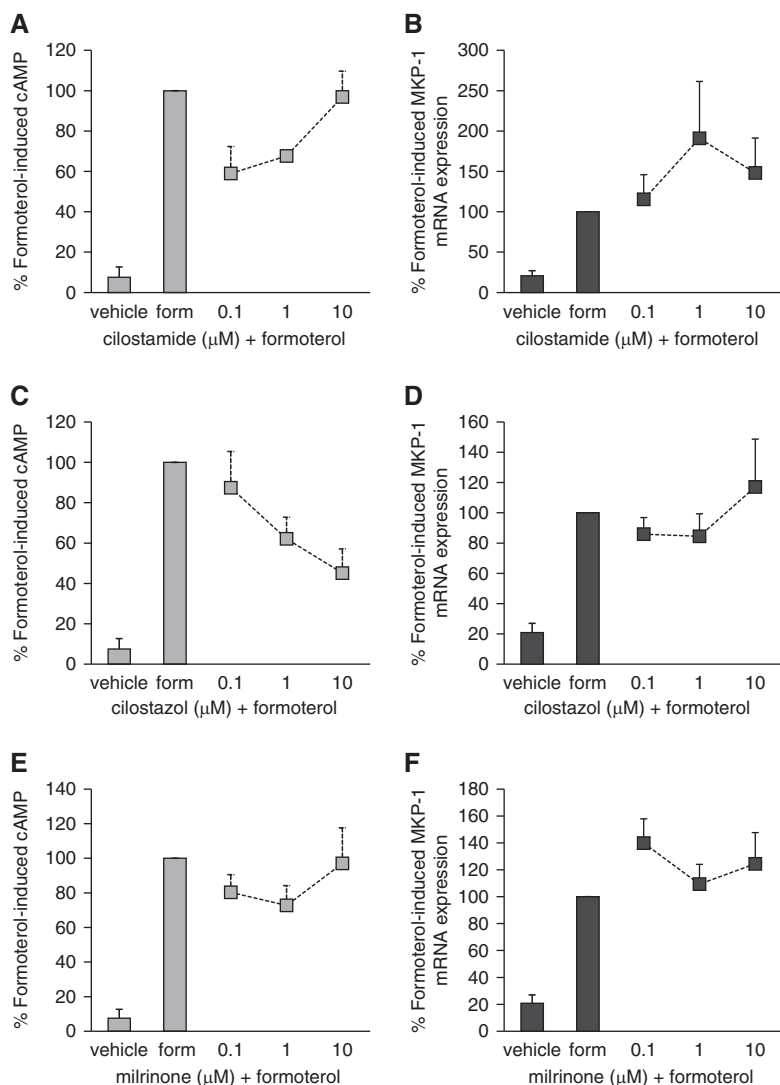 A
% Formoterol-induced cAMP
120
100
80
60
40
20
0
vehicle form 0.1 1 10
cilostamide (μM) + formoterol
B
% Formoterol-induced MKP-1
mRNA expression
300
250
200
150
100
50
0
vehicle form 0.1 1 10
cilostamide (μM) + formoterol
C
% Formoterol-induced cAMP
120
100
80
60
40
20
0
vehicle form 0.1 1 10
cilostazol (μM) + formoterol
D
% Formoterol-induced MKP-1
mRNA expression
160
140
120
100
80
60
40
20
0
vehicle form 0.1 1 10
cilostazol (μM) + formoterol
E
% Formoterol-induced cAMP
140
120
100
80
60
40
20
0
vehicle form 0.1 1 10
milrinone (μM) + formoterol
F
% Formoterol-induced MKP-1
mRNA expression
180
160
140
120
100
80
60
40
20
0
vehicle form 0.1 1 10
milrinone (μM) + formoterol